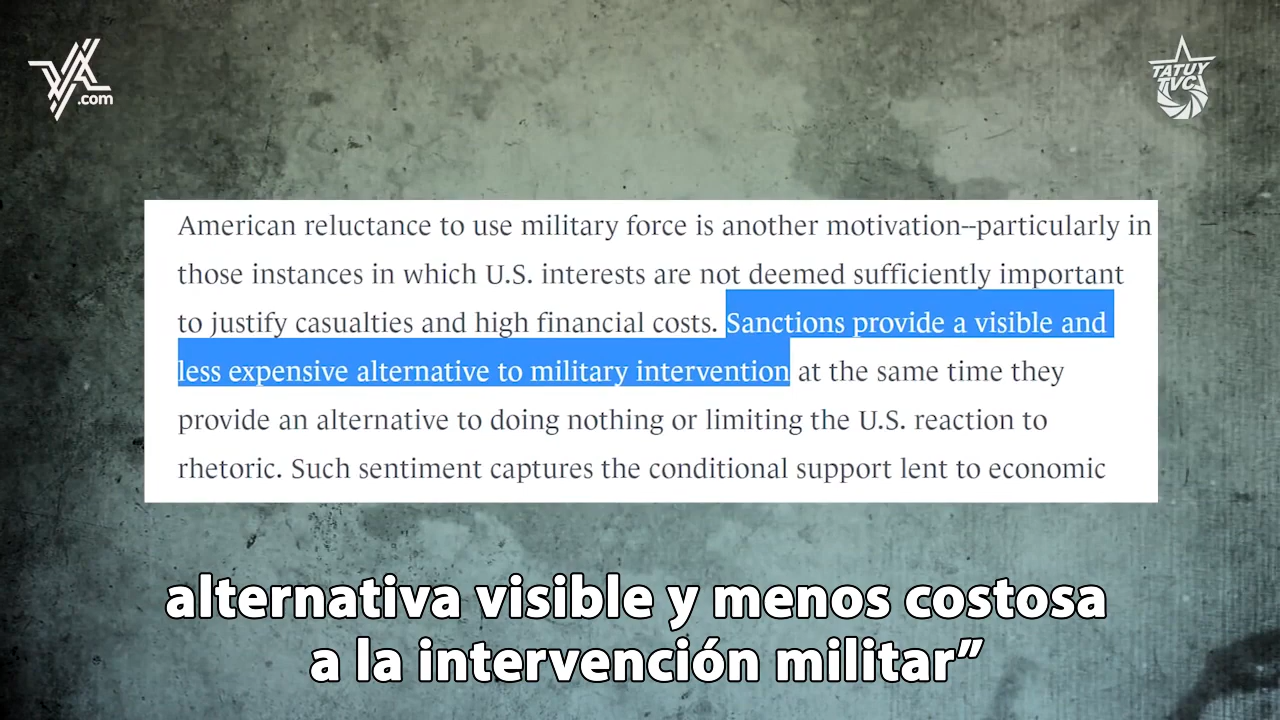 VA
.com
TATUY
TVC
American reluctance to use military force is another motivation--particularly in
those instances in which U.S. interests are not deemed sufficiently important
to justify casualties and high financial costs. Sanctions provide a visible and
less expensive alternative to military intervention at the same time they
provide an alternative to doing nothing or limiting the U.S. reaction to
rhetoric. Such sentiment captures the conditional support lent to economic
alternativa visible y menos costosa
a la intervención militar”